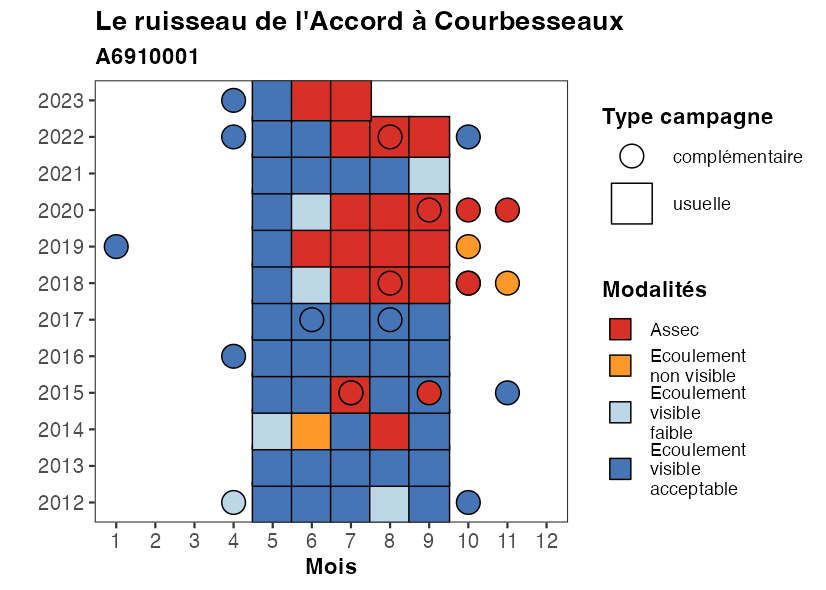 Le ruisseau de l'Accord à Courbesseaux
A6910001
2023
2022
2021
2020
2019
2018
2017
2016
2015
2014
2013
2012
1 2 3 4 5 6 7 8 9 10 11 12
Mois
Type campagne
complémentaire
usuelle
Modalités
Assec
Ecoulement
non visible
Ecoulement
visible
faible
Ecoulement
visible
acceptable